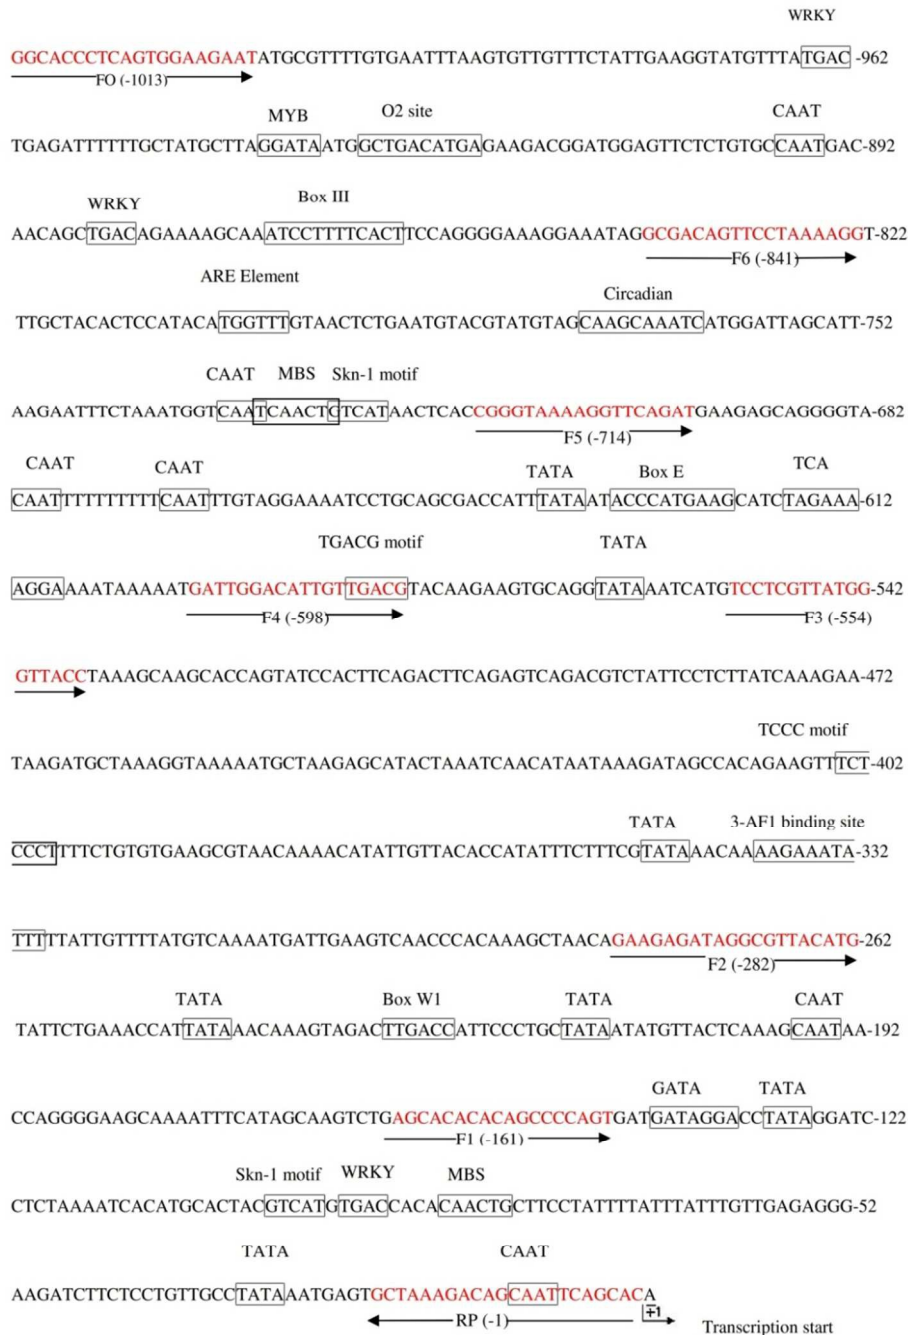 WRKY
GGCACCCTCAGTGGAAGAATATGCGTTTTGTGAATTTAAGTGTTGTTTCTATTGAAGGTATGTTTATGAC -962
FO (-1013)
MYB O2 site CAAT
TGAGATTTTTTGCTATGCTTAGGATAATGGCTGACATGAGAAGACGGATGGAGTTCTCTGTGCCAATGAC-892
WRKY Box III
AACAGCTGACAGAAAAGCAAATCCTTTTCACTTCCAGGGGAAAGGAAATAGGCGACAGTTCCTAAAAGGT-822
F6 (-841)
ARE Element Circadian
TTGCTACACTCCATACATGGTTTGTAACTCTGAATGTACGTATGTAGCAAGCAAATCATGGATTAGCATT-752
CAAT MBS Skn-1 motif
AAGAATTTCTAAATGGTCAATCAACTGTCATAACTCACCGGGTAAAAGGTTCAGATGAAGAGCAGGGGTA-682
F5 (-714)
CAAT CAAT TATA Box E TCA
CAATTTTTTTTTTCAATTTGTAGGAAAATCCTGCAGCGACCATTTATAATACCCATGAAGCATCTAGAAA-612
TGACG motif TATA
AGGAAAATAAAAATGATTGGACATTGTTGACGTACAAGAAGTGCAGGTATAAATCATGTCCTCGTTATGG-542
F4 (-598) F3 (-554)
GTTACCTAAAGCAAGCACCAGTATCCACTTCAGACTTCAGAGTCAGACGTCTATTCCTCTTATCAAAGAA-472
TCCC motif
TAAGATGCTAAAGGTAAAAATGCTAAGAGCATACTAAATCAACATAATAAAGATAGCCACAGAAGTTTCT-402
TATA 3-AF1 binding site
CCCTTTTCTGTGTGAAGCGTAACAAAACATATTGTTACACCATATTTCTTTCGTATAAACAAAAGAAATA-332
TTTTTATTGTTTTATGTCAAAATGATTGAAGTCAACCCACAAAGCTAACAGAAGAGATAGGCGTTACATG-262
F2 (-282)
TATA Box W1 TATA CAAT
TATTCTGAAACCATTATAAACAAAGTAGACTTGACCATTCCCTGCTATAATATGTTACTCAAAGCAATAA-192
GATA TATA
CCAGGGGAAGCAAAATTTCATAGCAAGTCTGAGCACACACAGCCCCAGTGATGATAGGACCTATAGGATC-122
F1 (-161)
Skn-1 motif WRKY MBS
CTCTAAAATCACATGCACTACGTCATGTGACCACACAACTGCTTCCTATTTTATTTATTTGTTGAGAGGG-52
TATA CAAT
AAGATCTTCTCCTGTTGCCTATAAATGAGTGCTAAAGACAGCAATTCAGCACA
RP (-1) +1 Transcription start